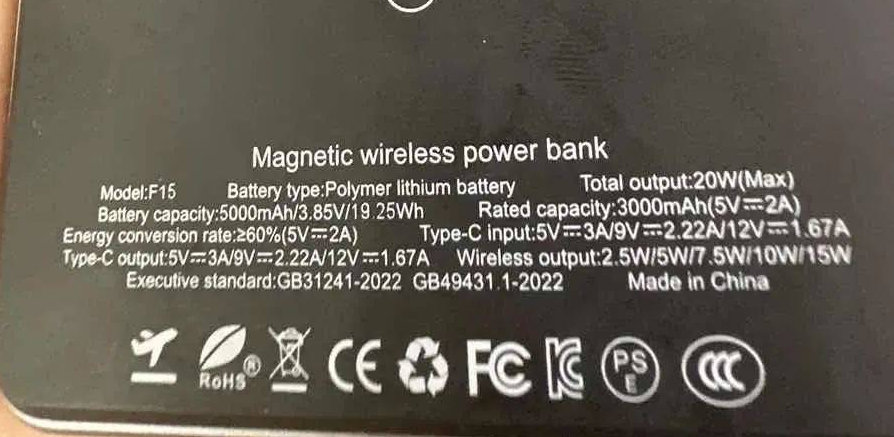 Magnetic wireless power bank
Model:F15 Battery type:Polymer lithium battery Total output:20W(Max)
Battery capacity:5000mAh/3.85V/19.25Wh Rated capacity:3000mAh(5V⎓2A)
Energy conversion rate:≥60%(5V⎓2A) Type-C input:5V⎓3A/9V⎓2.22A/12V⎓1.67A
Type-C output:5V⎓3A/9V⎓2.22A/12V⎓1.67A Wireless output:2.5W/5W/7.5W/10W/15W
Executive standard:GB31241-2022 GB49431.1-2022 Made in China
RoHS® CE FC KC PS E CCC